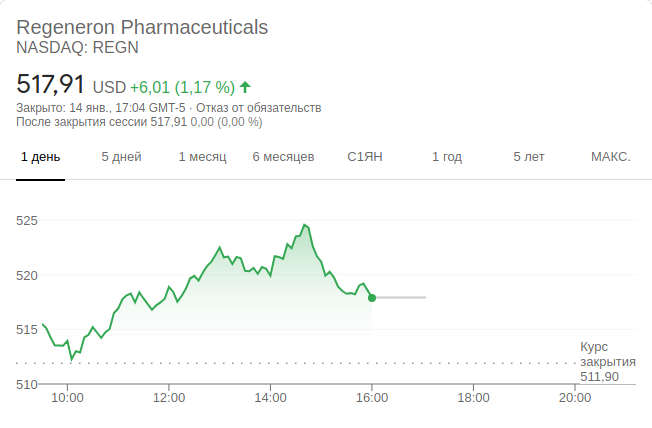 Regeneron Pharmaceuticals
NASDAQ: REGN
517,91 USD +6,01 (1,17 %)
Закрыто: 14 янв., 17:04 GMT-5 · Отказ от обязательств
После закрытия сессии 517,91 0,00 (0,00 %)
1 день 5 дней 1 месяц 6 месяцев С1ЯН 1 год 5 лет МАКС.
525
520
515
Курс
закрытия
511,90
510
10:00 12:00 14:00 16:00 18:00 20:00